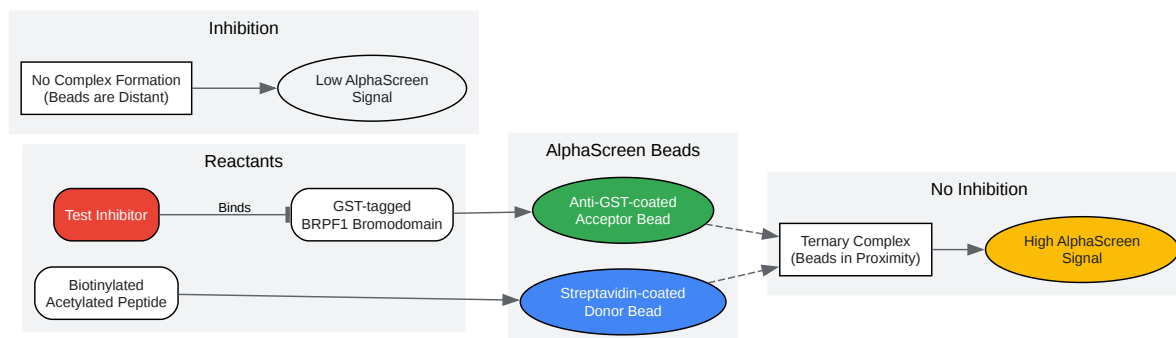 Inhibition
No Complex Formation
(Beads are Distant)
Low AlphaScreen
Signal
Reactants
Test Inhibitor
Binds
GST-tagged
BRPF1 Bromodomain
Biotinylated
Acetylated Peptide
AlphaScreen Beads
Anti-GST-coated
Acceptor Bead
Streptavidin-coated
Donor Bead
No Inhibition
Ternary Complex
(Beads in Proximity)
High AlphaScreen
Signal